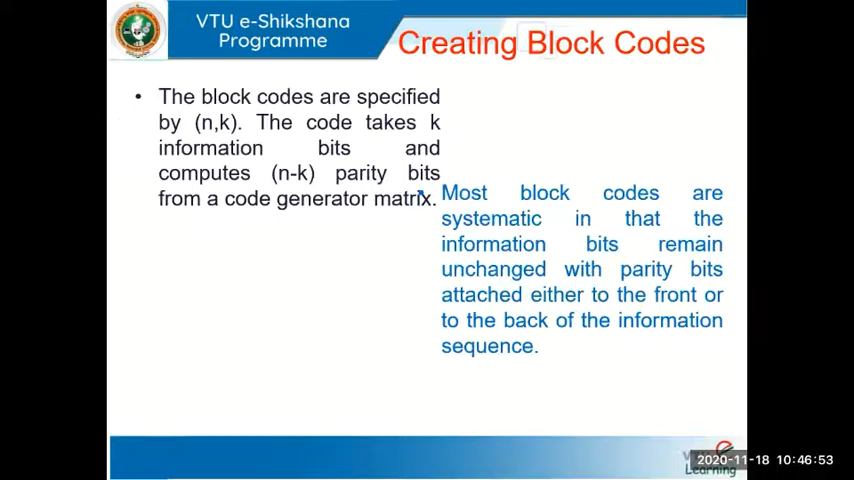 VTU e-Shikshana
Programme
Creating Block Codes
• The block codes are specified
by (n,k). The code takes k
information bits and
computes (n-k) parity bits
from a code generator matrix.
Most block codes are
systematic in that the
information bits remain
unchanged with parity bits
attached either to the front or
to the back of the information
sequence.
2020-11-18 10:46:53
Learning